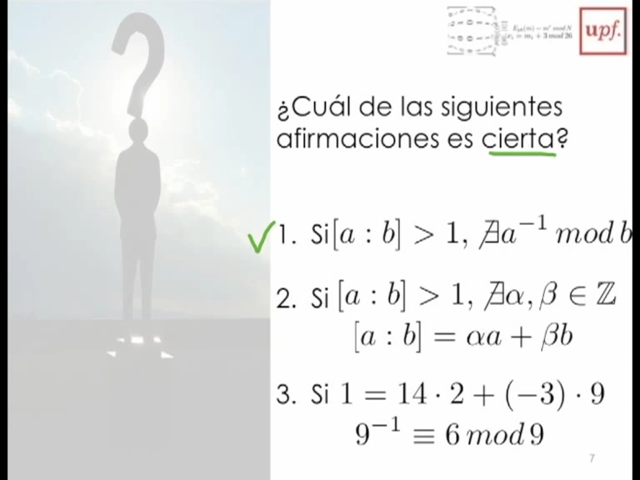 upf.
¿Cuál de las siguientes
afirmaciones es cierta?
1. Si[a : b] > 1, ∄a⁻¹ mod b
2. Si [a : b] > 1, ∄α, β ∈ ℤ
[a : b] = αa + βb
3. Si 1 = 14 · 2 + (−3) · 9
9⁻¹ ≡ 6 mod 9
7